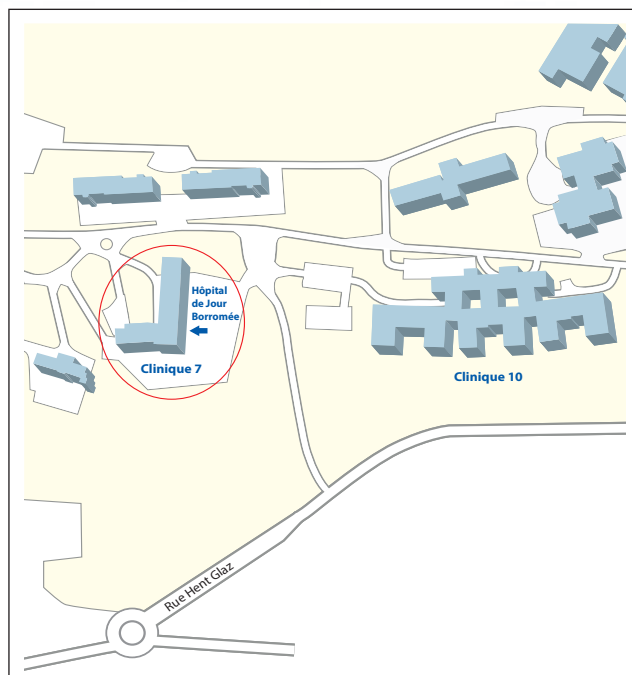 Hôpital
de Jour
Borromée
Clinique 7
Clinique 10
Rue Hent Glaz